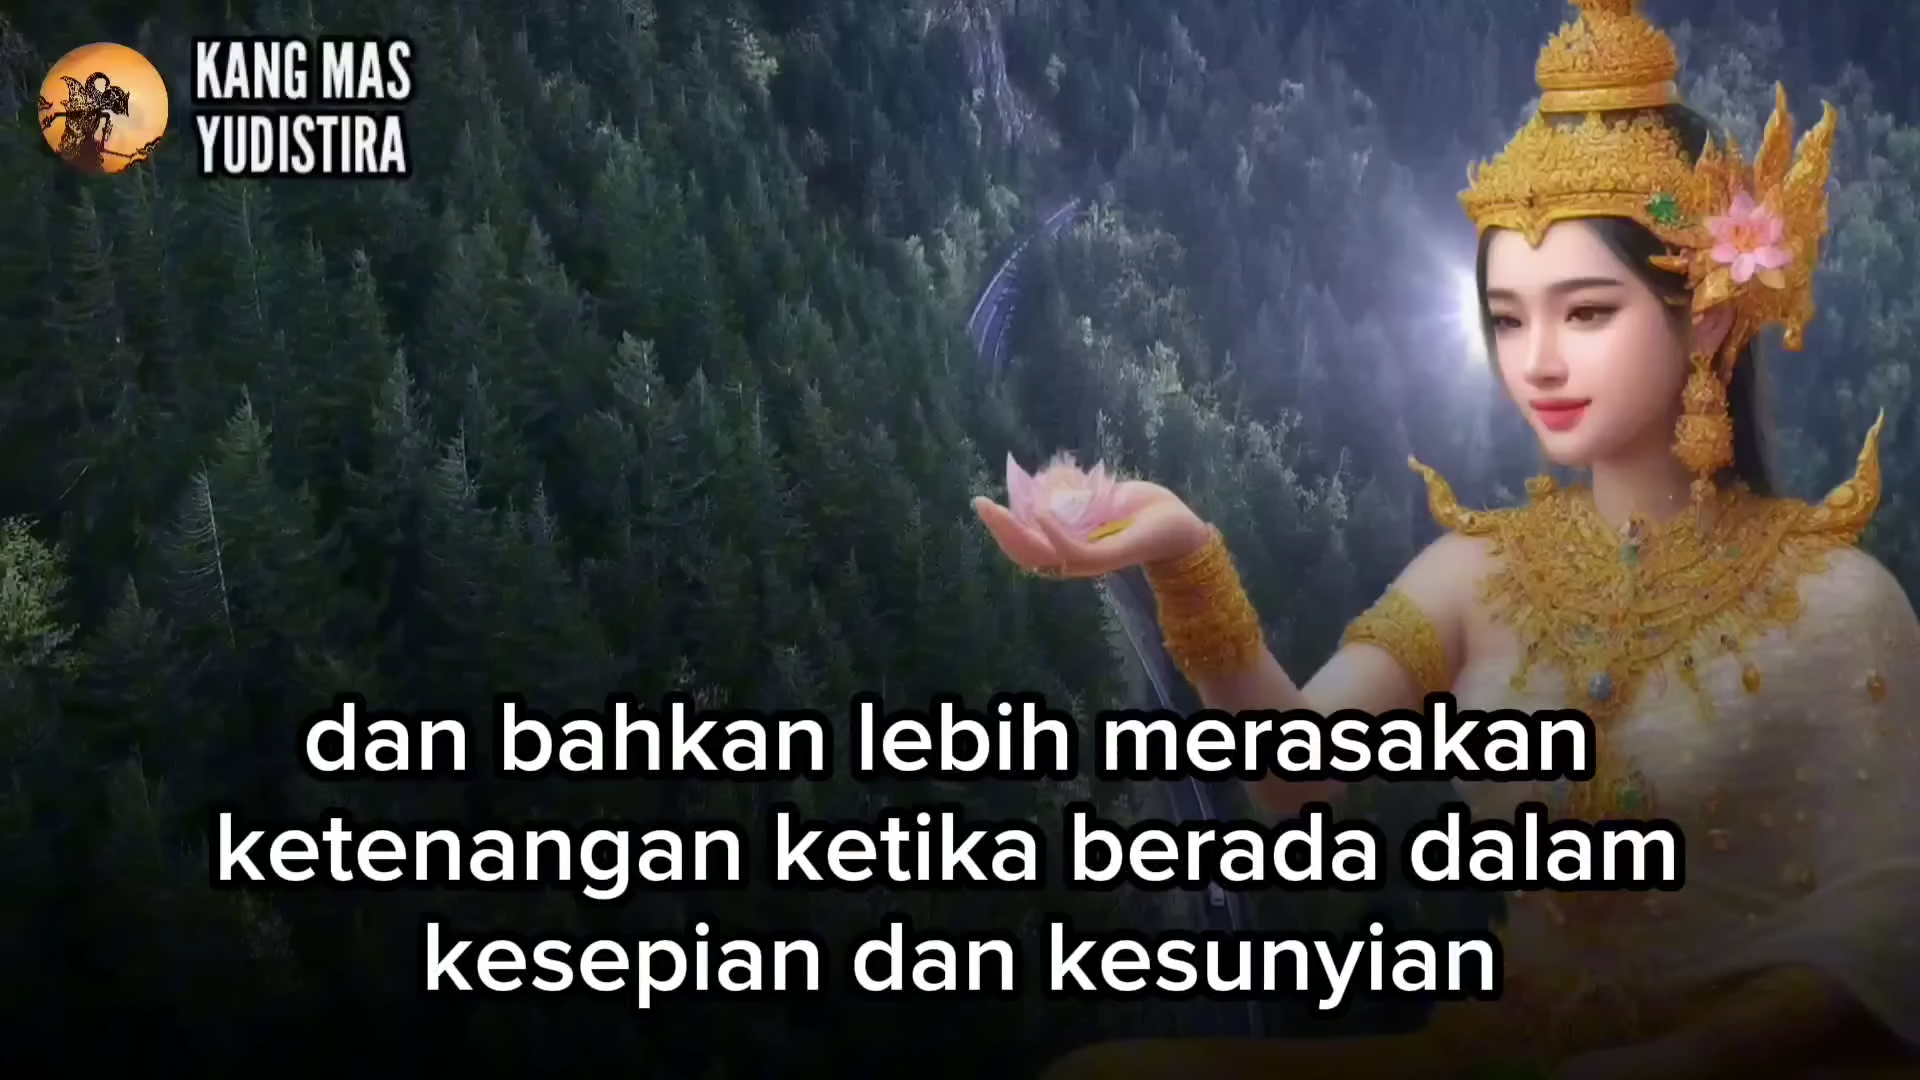 KANG MAS
YUDISTIRA
dan bahkan lebih merasakan
ketenangan ketika berada dalam
kesepian dan kesunyian